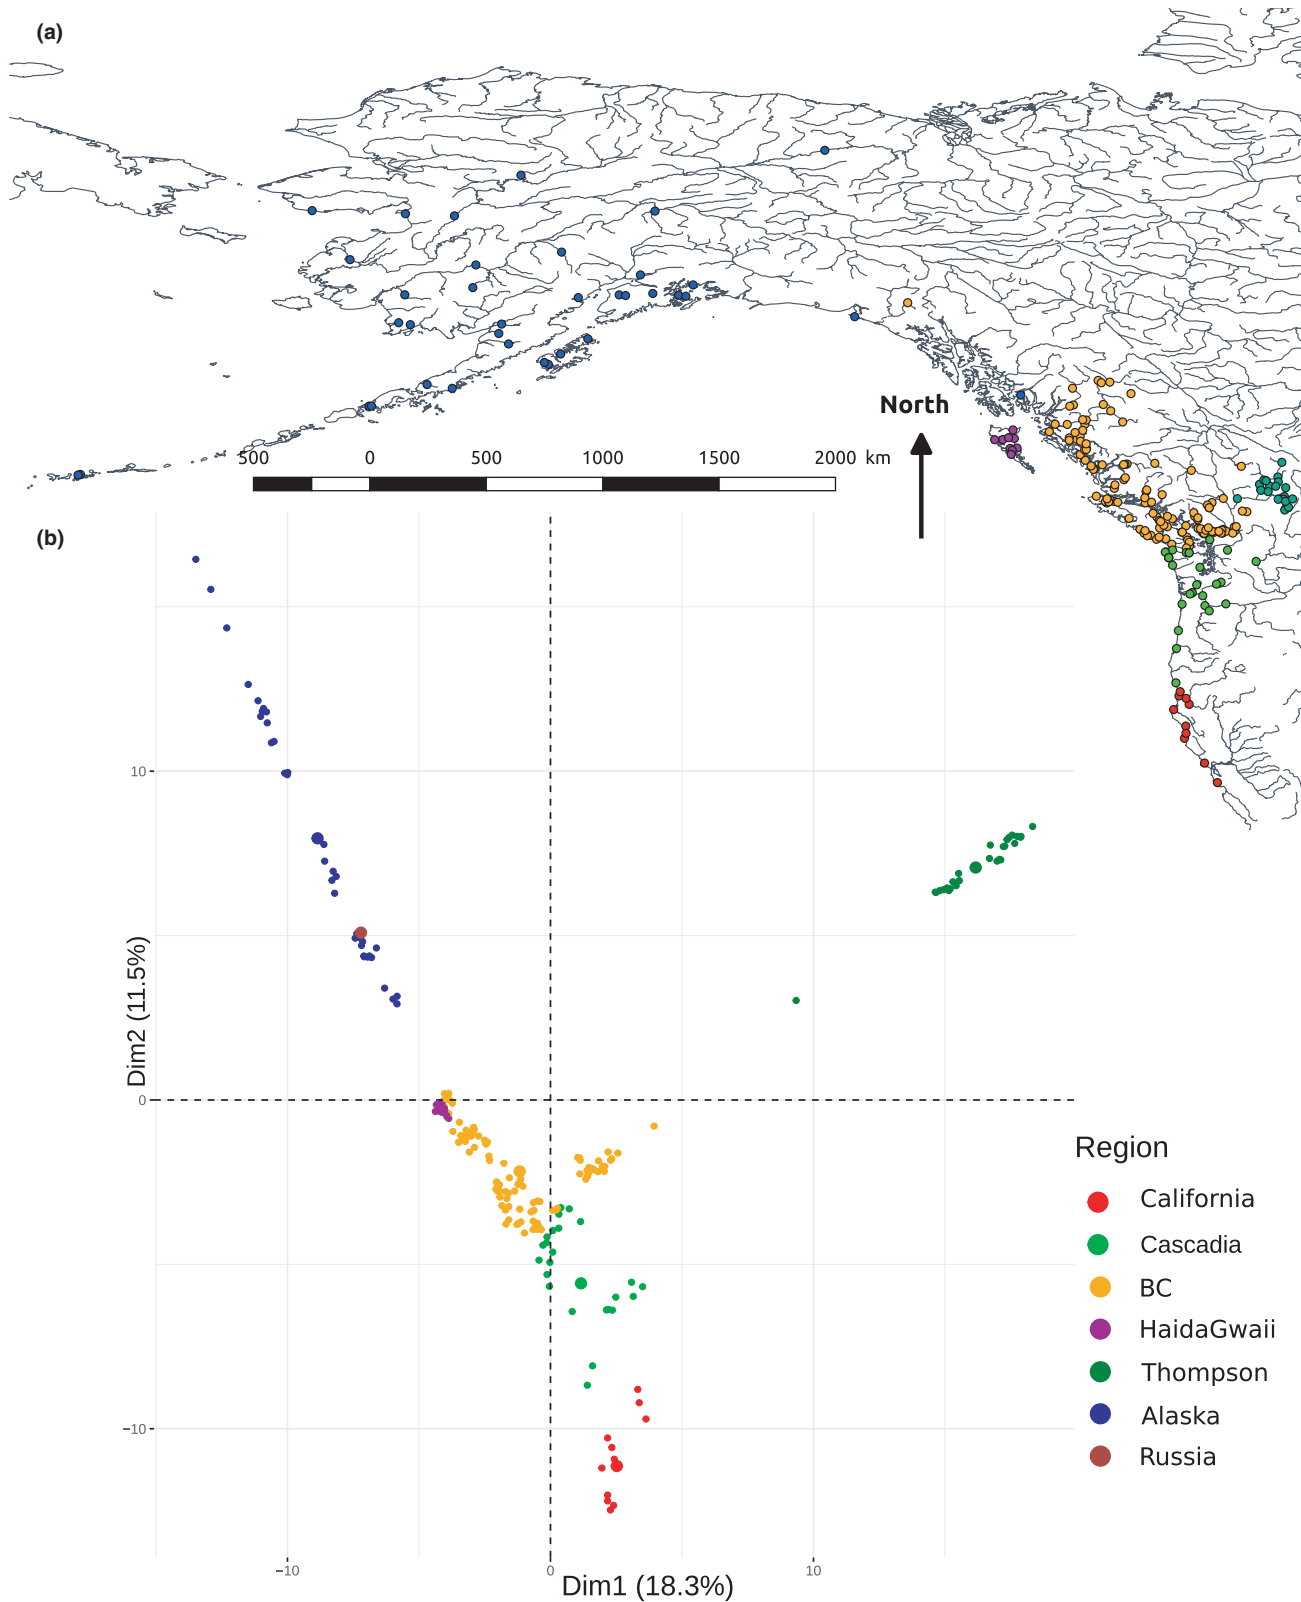 (a)
North
500 0 500 1000 1500 2000 km
(b)
10
0
−10
Dim2 (11.5%)
−10 0 10
Dim1 (18.3%)
Region
California
Cascadia
BC
HaidaGwaii
Thompson
Alaska
Russia